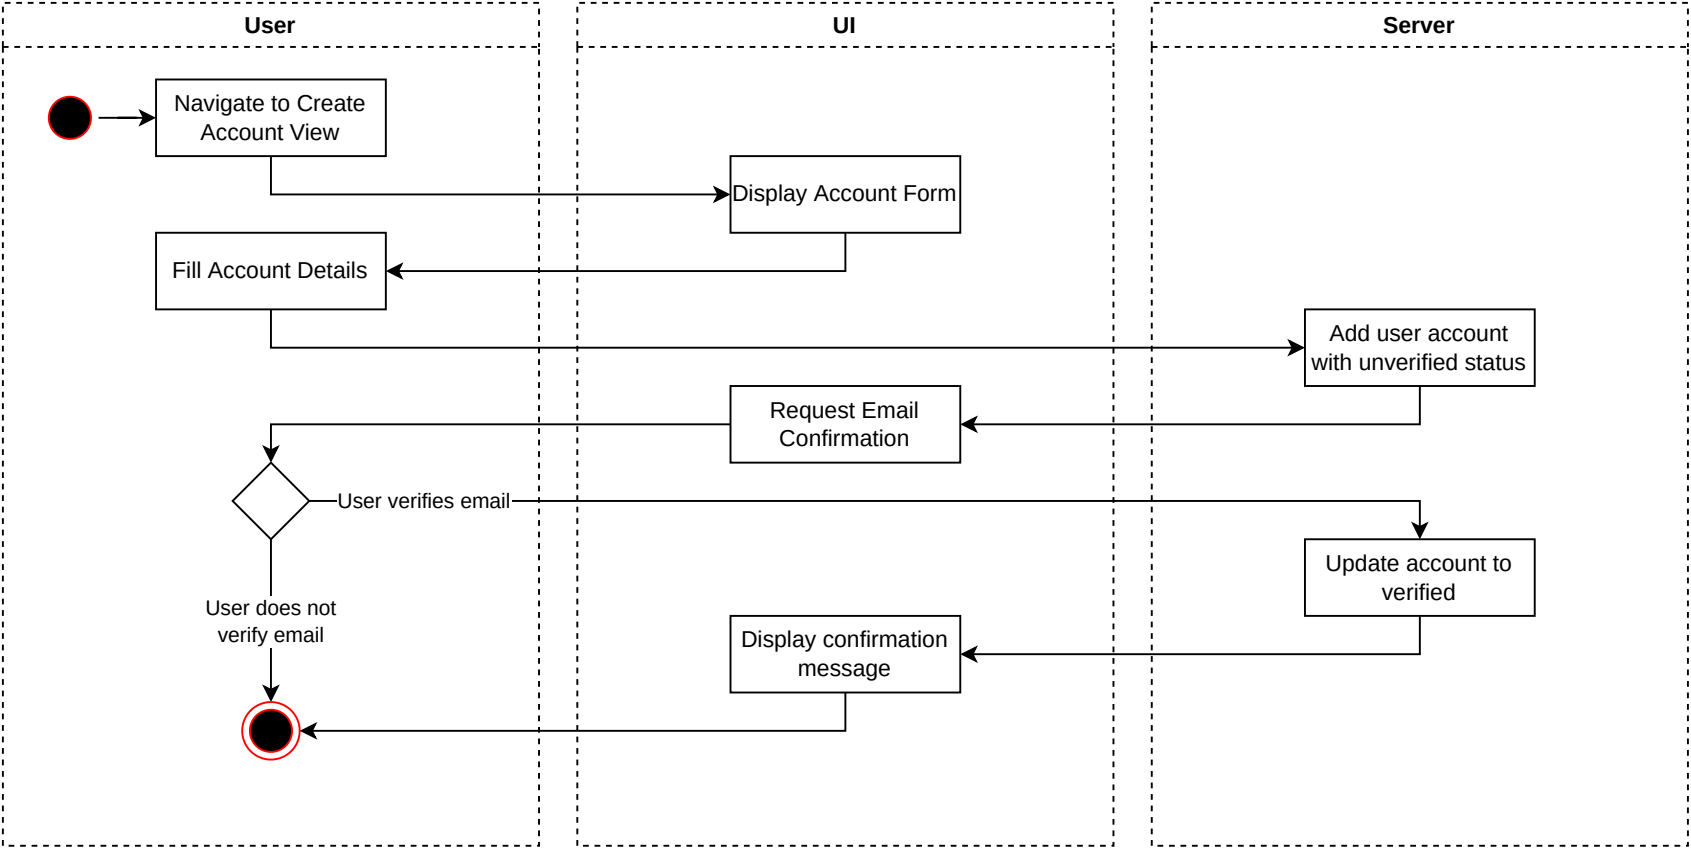 User
UI
Server
Navigate to Create
Account View
Display Account Form
Fill Account Details
Add user account
with unverified status
Request Email
Confirmation
User verifies email
Update account to
verified
User does not
verify email
Display confirmation
message